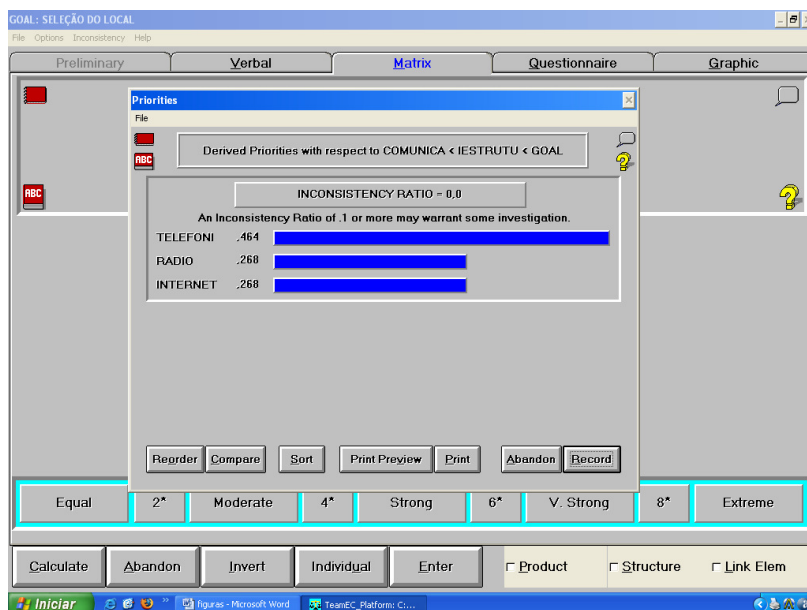 GOAL: SELEÇÃO DO LOCAL
File Options Inconsistency Help
Preliminary Verbal Matrix Questionnaire Graphic
Priorities
File
Derived Priorities with respect to COMUNICA < IESTRUTU < GOAL
ABC
INCONSISTENCY RATIO = 0,0
ABC
An Inconsistency Ratio of .1 or more may warrant some investigation.
TELEFONI ,464
RADIO ,268
INTERNET ,268
Reorder Compare Sort Print Preview Print Abandon Record
Equal 2* Moderate 4* Strong 6* V. Strong 8* Extreme
Calculate Abandon Invert Individual Enter Product Structure Link Elem
Iniciar figuras - Microsoft Word TeamEC_Platform: C:...